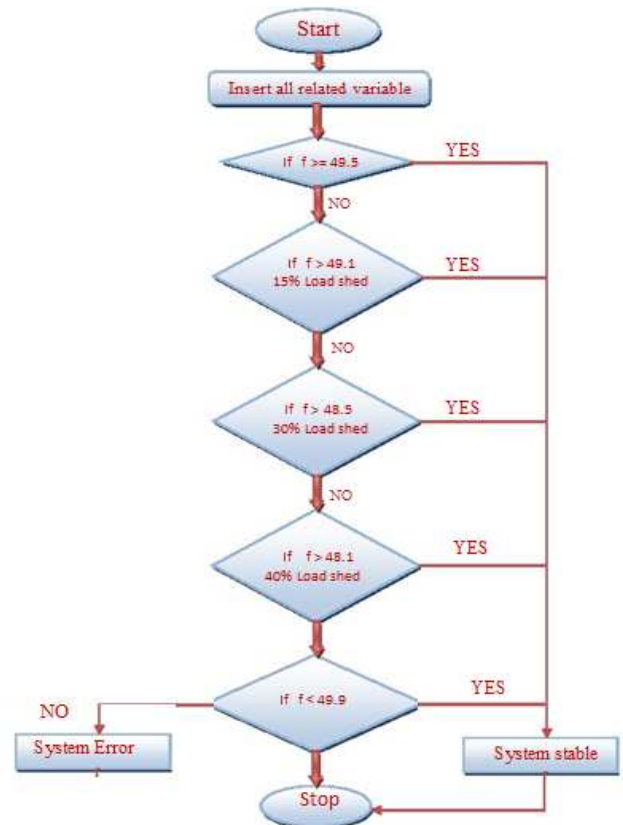 Start
Insert all related variable
If f >= 49.5
YES
NO
If f > 49.1
15% Load shed
YES
NO
If f > 48.5
30% Load shed
YES
NO
If f > 48.1
40% Load shed
YES
If f < 49.9
YES
NO
System Error
System stable
Stop